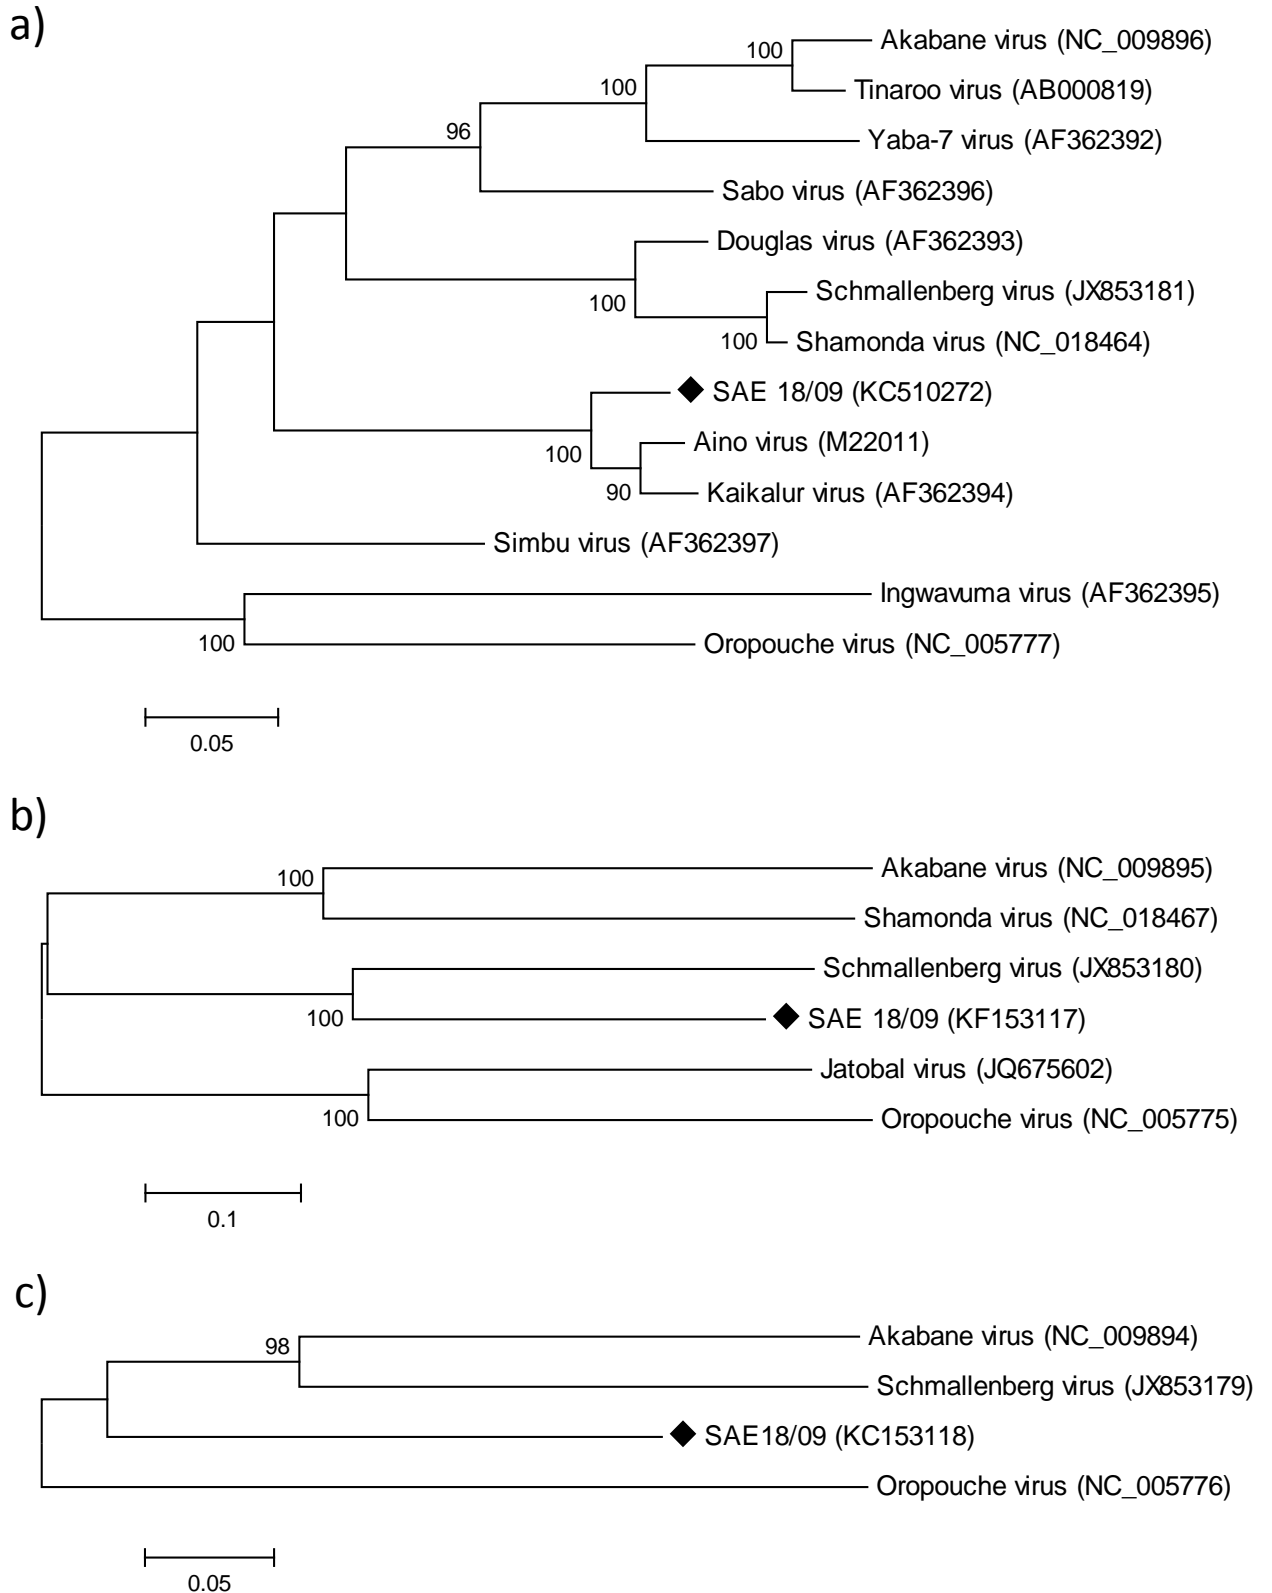 a)
100
Akabane virus (NC_009896)
100
Tinaroo virus (AB000819)
96
Yaba-7 virus (AF362392)
Sabo virus (AF362396)
Douglas virus (AF362393)
100
Schmallenberg virus (JX853181)
100
Shamonda virus (NC_018464)
SAE 18/09 (KC510272)
100
Aino virus (M22011)
90
Kaikalur virus (AF362394)
Simbu virus (AF362397)
Ingwavuma virus (AF362395)
100
Oropouche virus (NC_005777)
0.05
b)
100
Akabane virus (NC_009895)
Shamonda virus (NC_018467)
Schmallenberg virus (JX853180)
100
SAE 18/09 (KF153117)
Jatobal virus (JQ675602)
100
Oropouche virus (NC_005775)
0.1
c)
98
Akabane virus (NC_009894)
Schmallenberg virus (JX853179)
SAE18/09 (KC153118)
Oropouche virus (NC_005776)
0.05